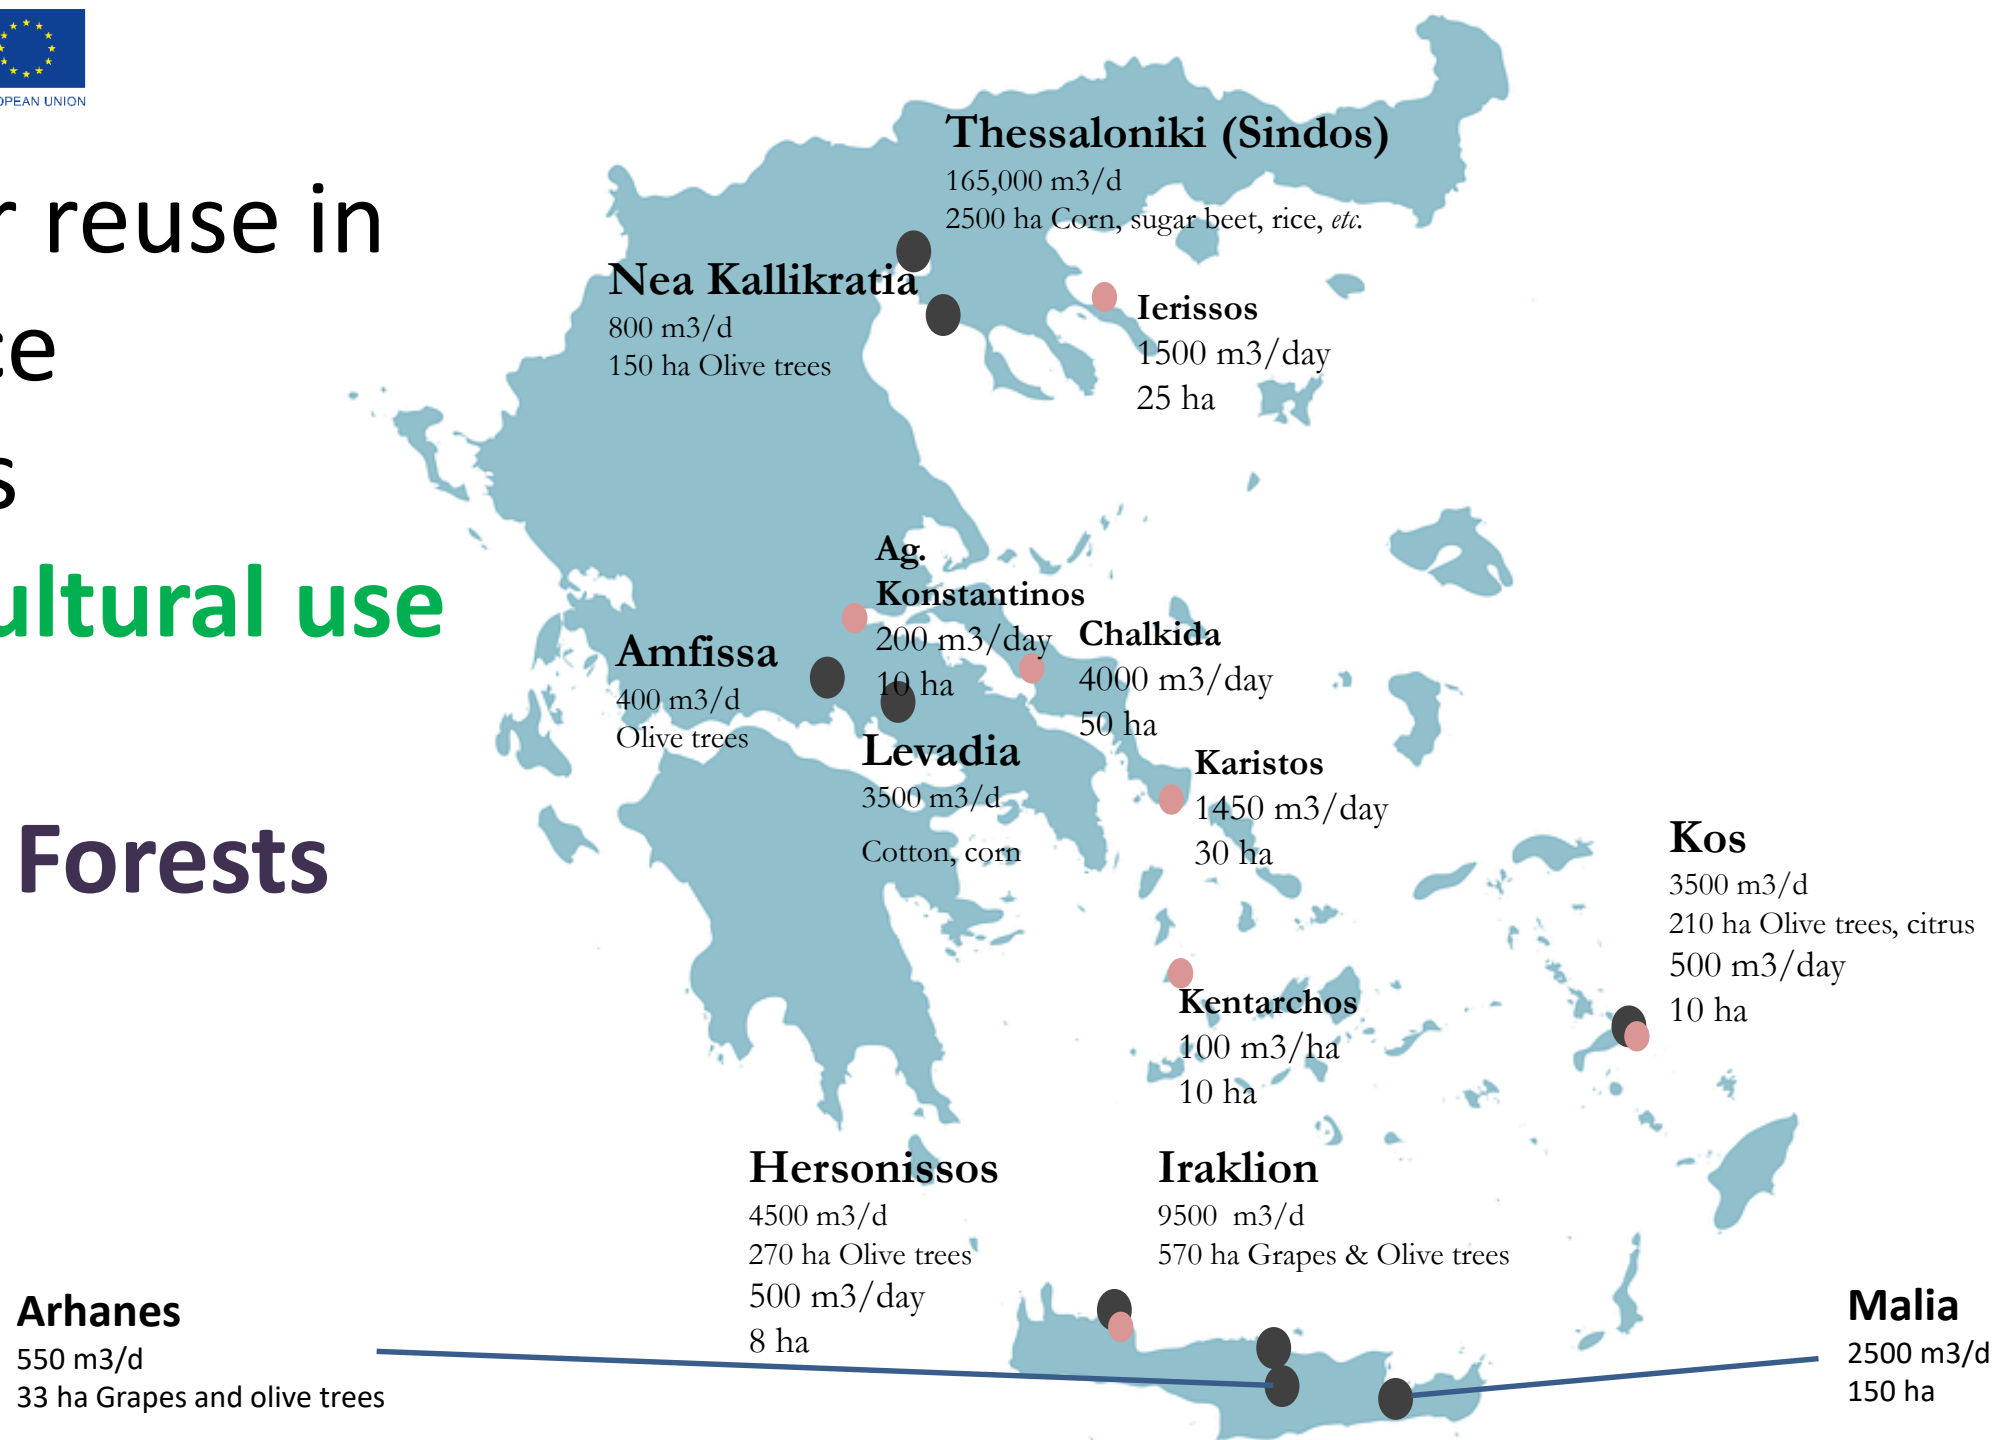 OPEAN UNION
r reuse in
ce
s
ultural use
Forests
Thessaloniki (Sindos)
165,000 m3/d
2500 ha Corn, sugar beet, rice, etc.
Nea Kallikratia
800 m3/d
150 ha Olive trees
Ierissos
1500 m3/day
25 ha
Ag.
Konstantinos
200 m3/day
10 ha
Amfissa
400 m3/d
Olive trees
Chalkida
4000 m3/day
50 ha
Levadia
3500 m3/d
Cotton, corn
Karistos
1450 m3/day
30 ha
Kos
3500 m3/d
210 ha Olive trees, citrus
500 m3/day
10 ha
Kentarchos
100 m3/ha
10 ha
Hersonissos
4500 m3/d
270 ha Olive trees
500 m3/day
8 ha
Iraklion
9500 m3/d
570 ha Grapes & Olive trees
Arhanes
550 m3/d
33 ha Grapes and olive trees
Malia
2500 m3/d
150 ha